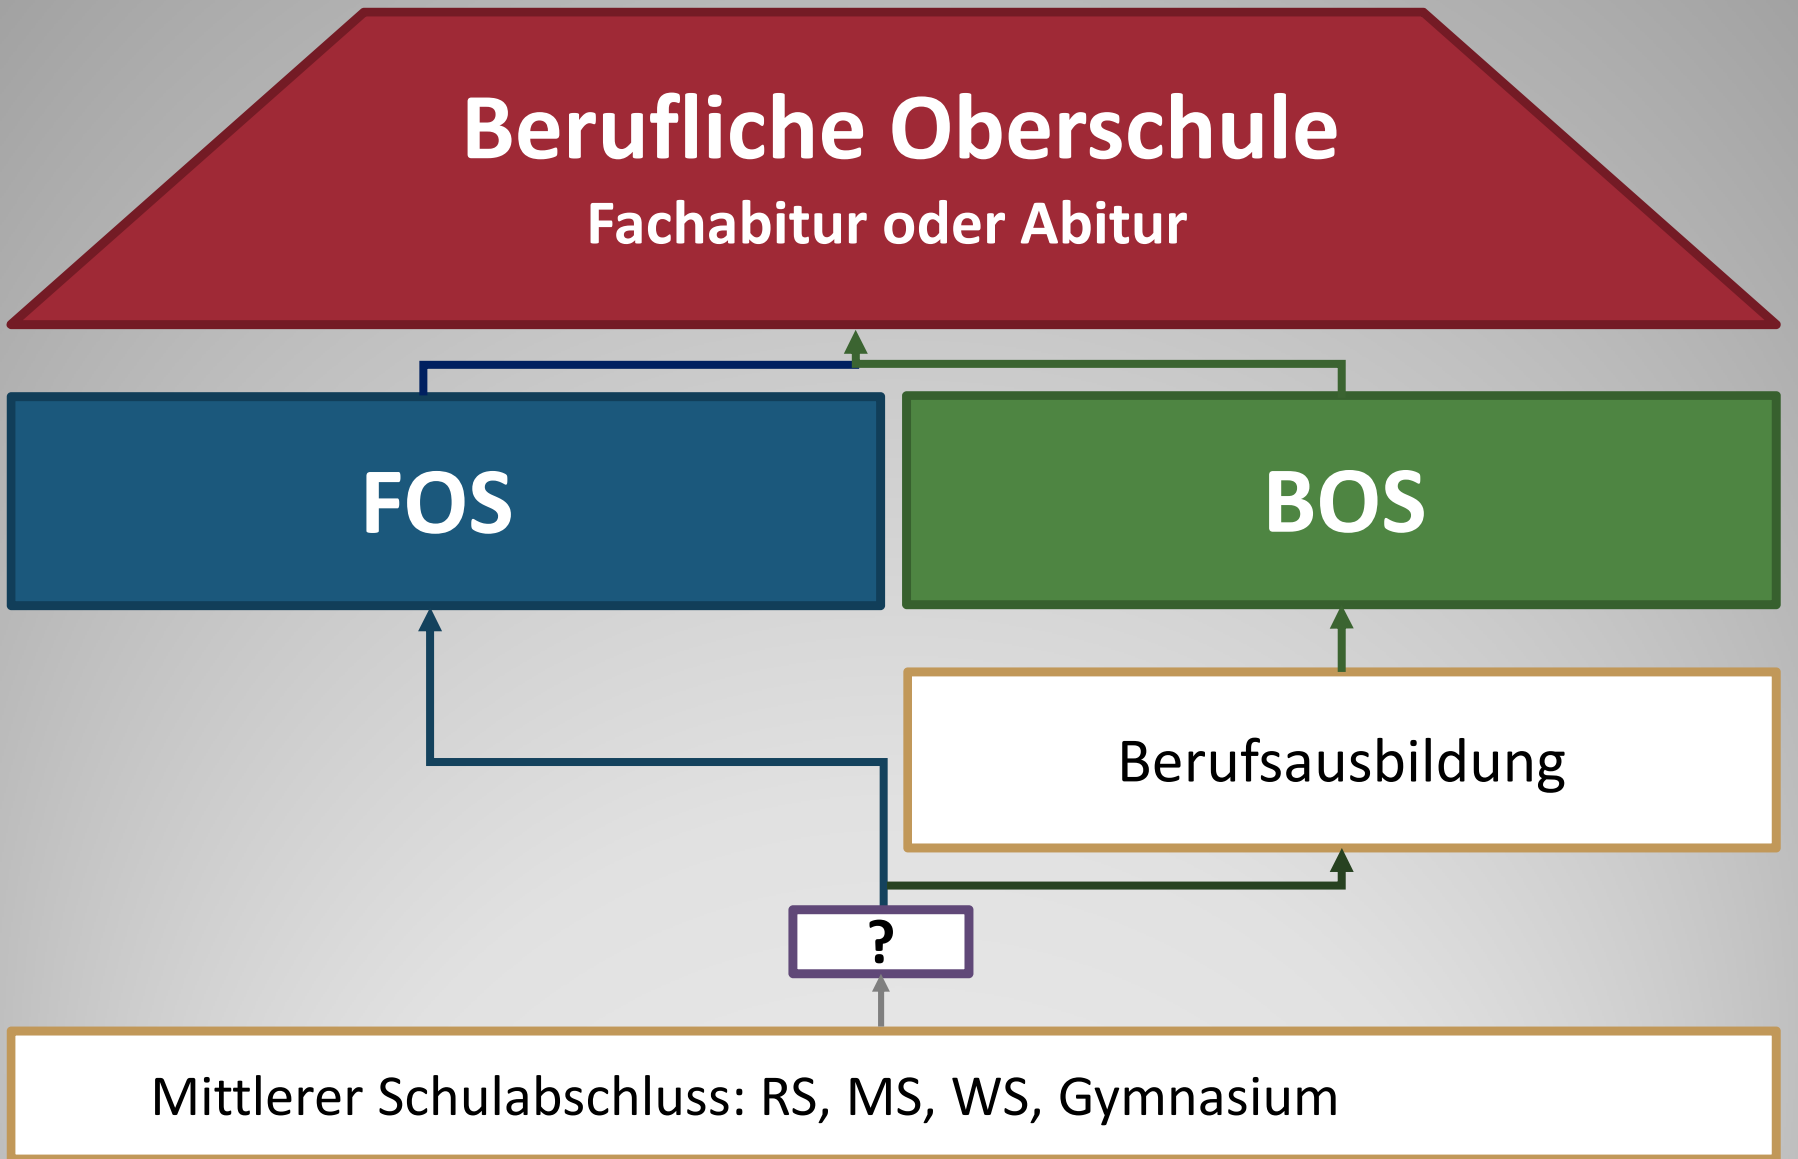 Berufliche Oberschule
Fachabitur oder Abitur
FOS
BOS
Berufsausbildung
?
Mittlerer Schulabschluss: RS, MS, WS, Gymnasium